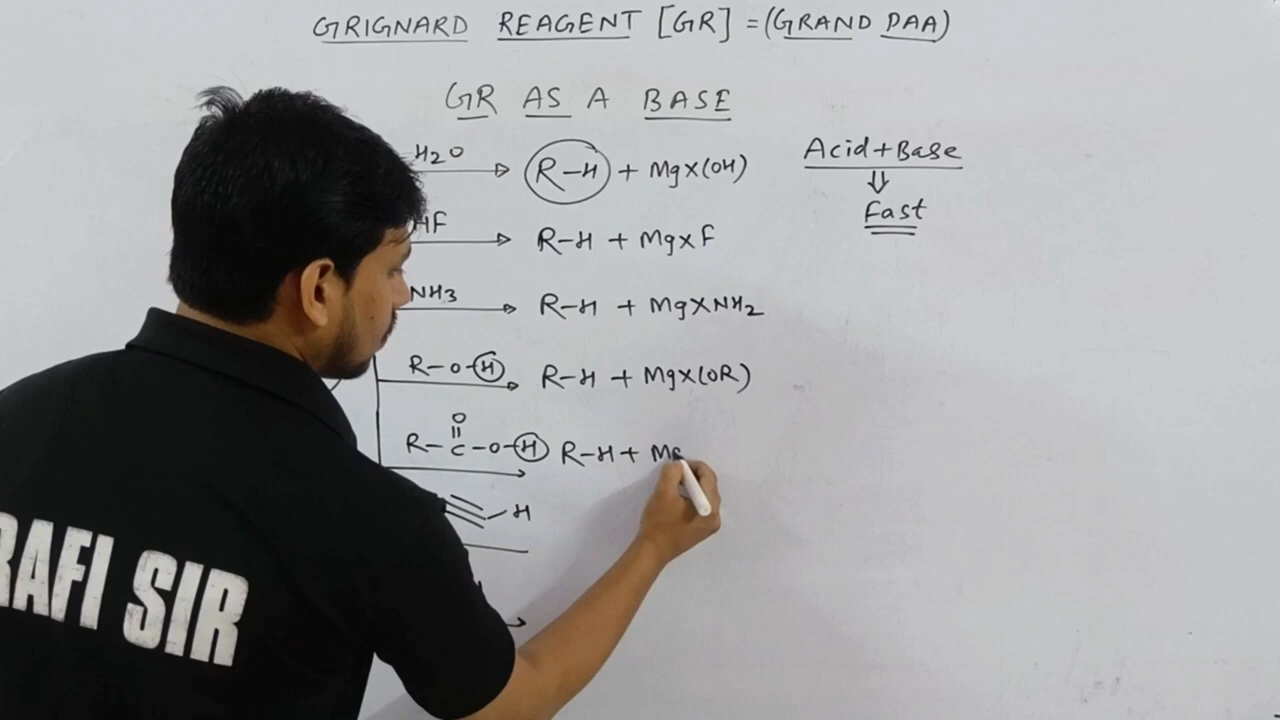 GRIGNARD REAGENT [GR] = (GRAND DAA)
GR AS A BASE
H2O
R-H + MgX(OH)
Acid+Base
⇓
Fast
HF
R-H + MgXF
NH3
R-H + MgXNH2
R-O-H
R-H + MgX(OR)
O
R-C-O-H R-H + Mg
-H
RAFI SIR